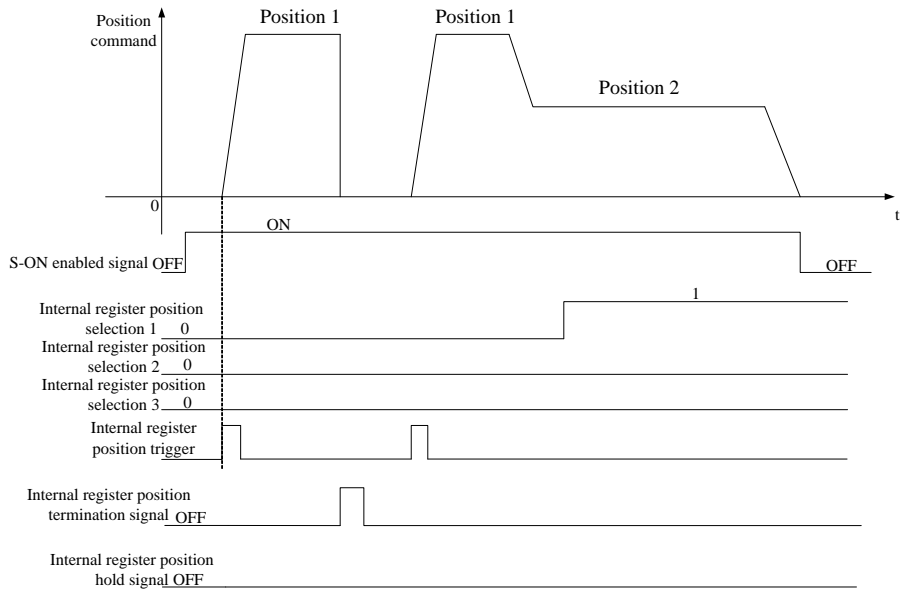 Position
command
Position 1
Position 1
Position 2
0
t
ON
S-ON enabled signal OFF
OFF
1
Internal register position
selection 1 0
Internal register position
selection 2 0
Internal register position
selection 3 0
Internal register
position trigger
Internal register position
termination signal OFF
Internal register position
hold signal OFF